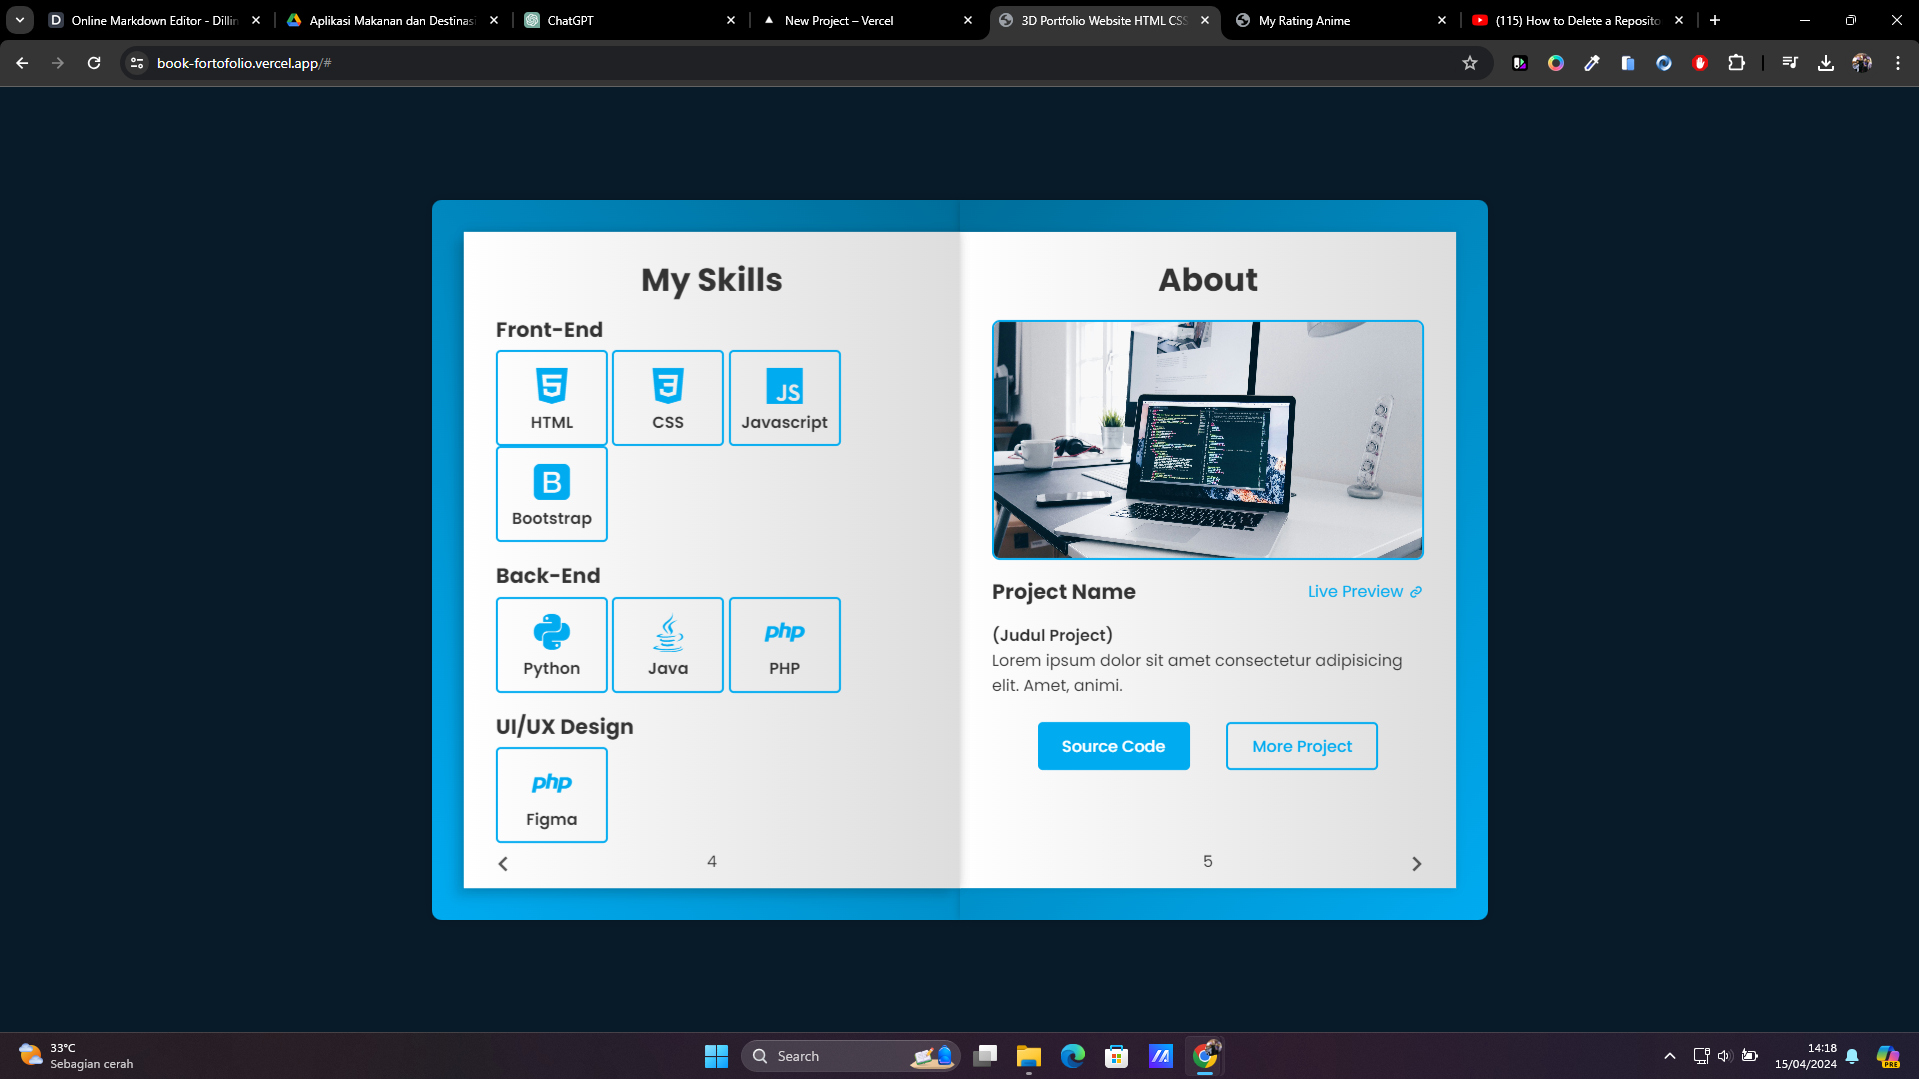 Online Markdown Editor - Dillin
Aplikasi Makanan dan Destinasi
ChatGPT
New Project – Vercel
3D Portfolio Website HTML CSS
My Rating Anime
(115) How to Delete a Reposito
book-fortofolio.vercel.app/#
My Skills
Front-End
HTML
CSS
JS
Javascript
B
Bootstrap
Back-End
Python
Java
php
PHP
UI/UX Design
php
Figma
4
About
Project Name
Live Preview
(Judul Project)
Lorem ipsum dolor sit amet consectetur adipisicing
elit. Amet, animi.
Source Code
More Project
5
33°C
Sebagian cerah
Search
14:18
15/04/2024
PRE